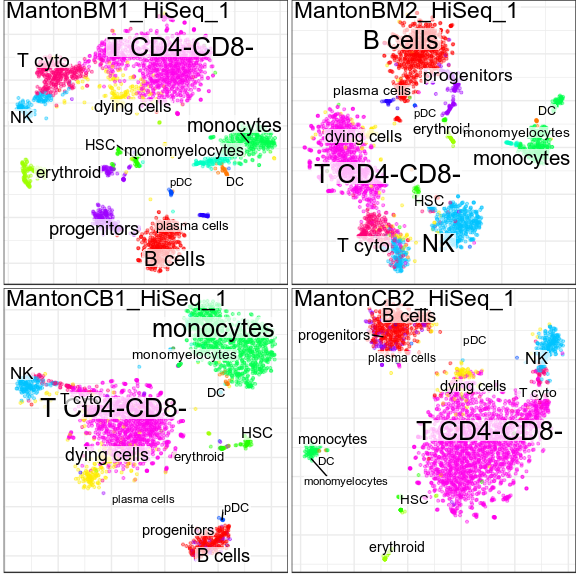 MantonBM1_HiSeq_1
T CD4-CD8-
T cyto
dying cells
NK
monocytes
HSC
monomyelocytes
erythroid
pDC
DC
progenitors
plasma cells
B cells
MantonBM2_HiSeq_1
B cells
progenitors
plasma cells
pDC
DC
dying cells
erythroid
monomyelocytes
monocytes
T CD4-CD8-
HSC
T cyto
NK
MantonCB1_HiSeq_1
monocytes
monomyelocytes
NK
DC
T cyto
T CD4-CD8-
HSC
dying cells
erythroid
plasma cells
pDC
progenitors
B cells
MantonCB2_HiSeq_1
B cells
progenitors
pDC
plasma cells
NK
dying cells
T cyto
T CD4-CD8-
monocytes
DC
monomyelocytes
HSC
erythroid